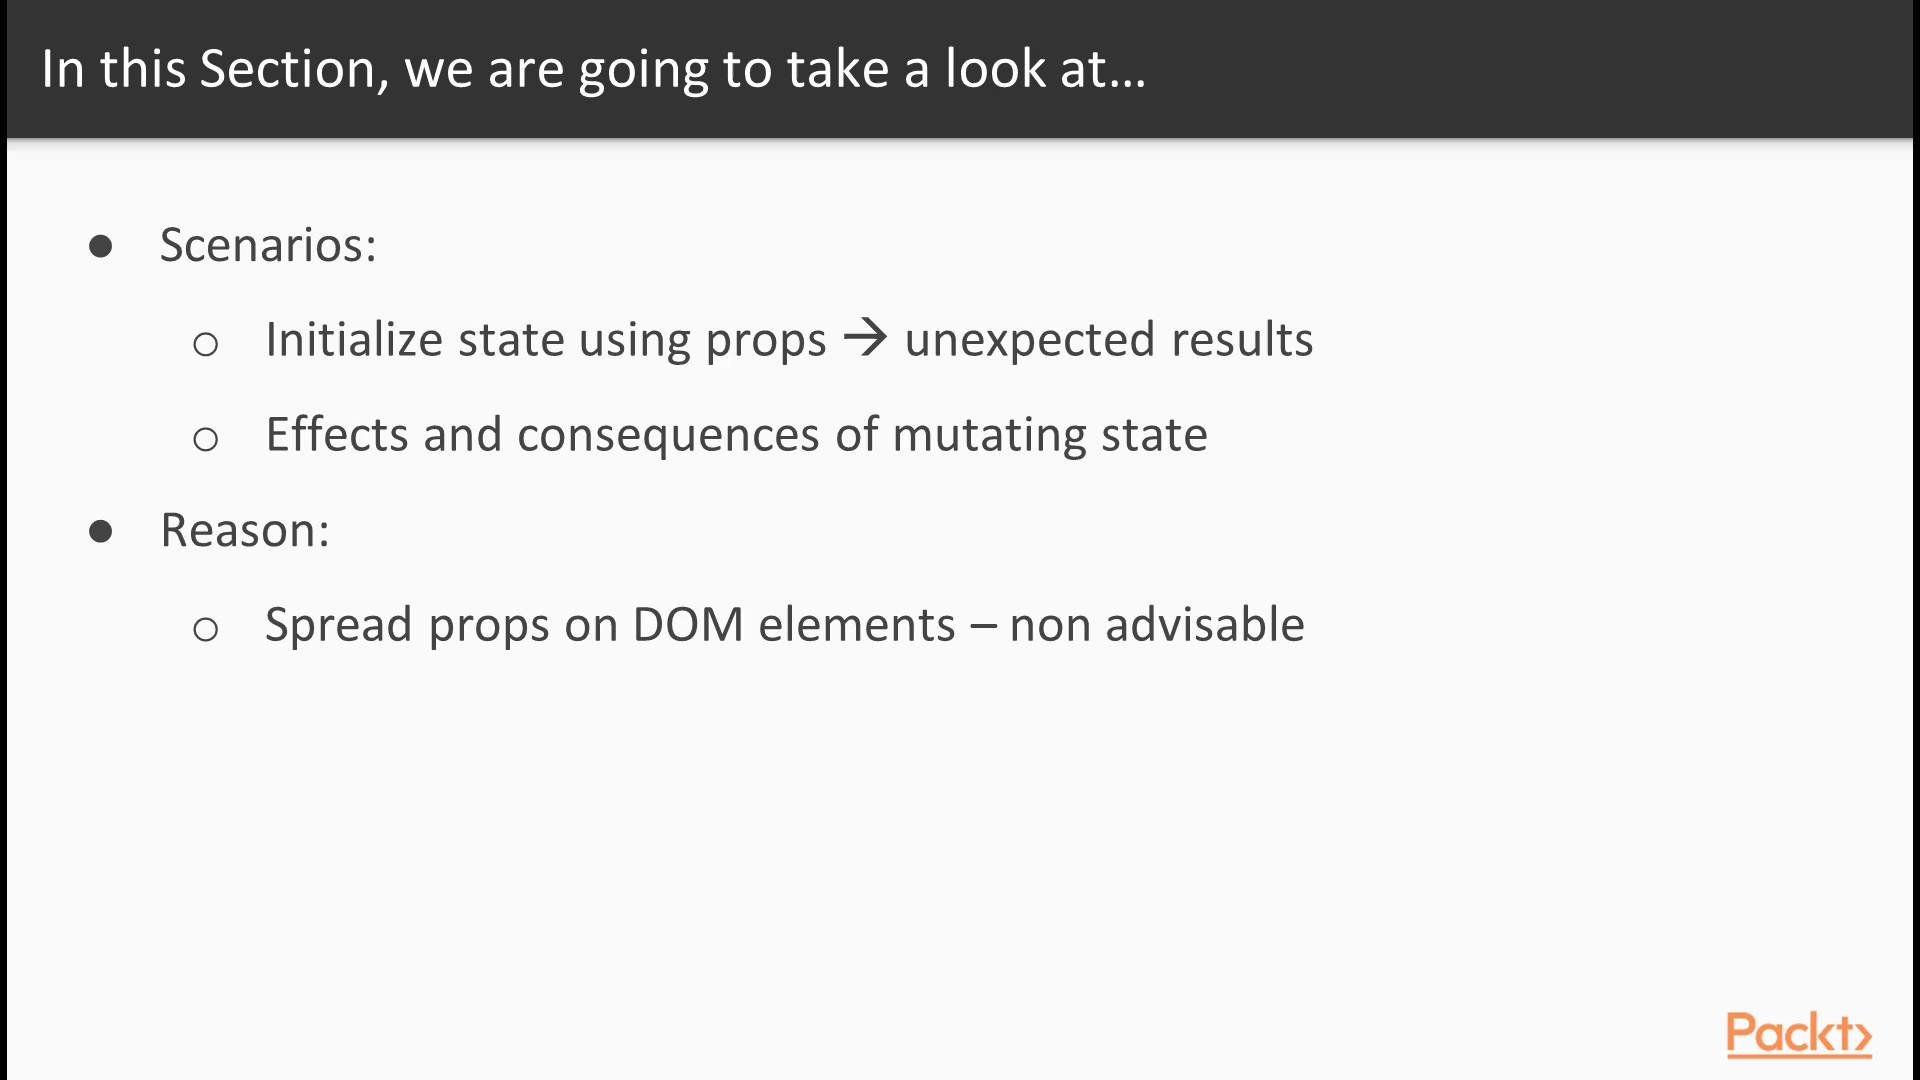 In this Section, we are going to take a look at...
● Scenarios:
○ Initialize state using props → unexpected results
○ Effects and consequences of mutating state
● Reason:
○ Spread props on DOM elements – non advisable
Packt>